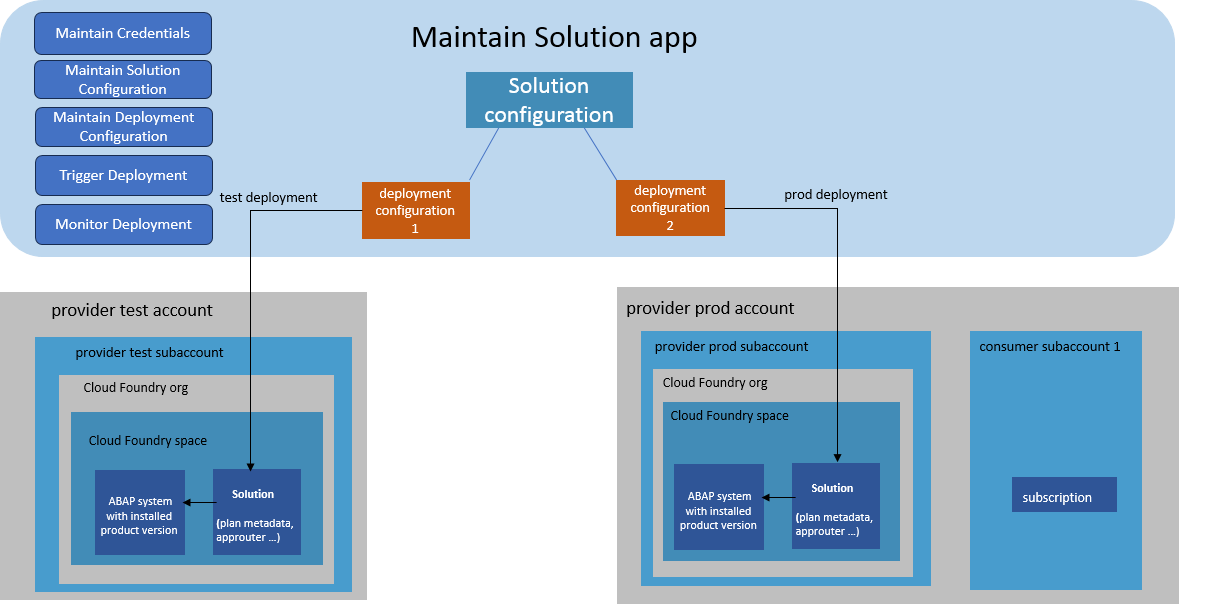 Maintain Solution app
Maintain Credentials
Maintain Solution
Configuration
Maintain Deployment
Configuration
Trigger Deployment
Monitor Deployment
Solution
configuration
deployment
configuration
1
deployment
configuration
2
test deployment
prod deployment
provider test account
provider test subaccount
Cloud Foundry org
Cloud Foundry space
ABAP system
with installed
product version
Solution
(plan metadata,
approuter ...)
provider prod account
provider prod subaccount
Cloud Foundry org
Cloud Foundry space
ABAP system
with installed
product version
Solution
(plan metadata,
approuter ...)
consumer subaccount 1
subscription